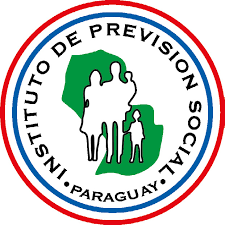 INSTITUTO DE PREVISION SOCIAL
PARAGUAY